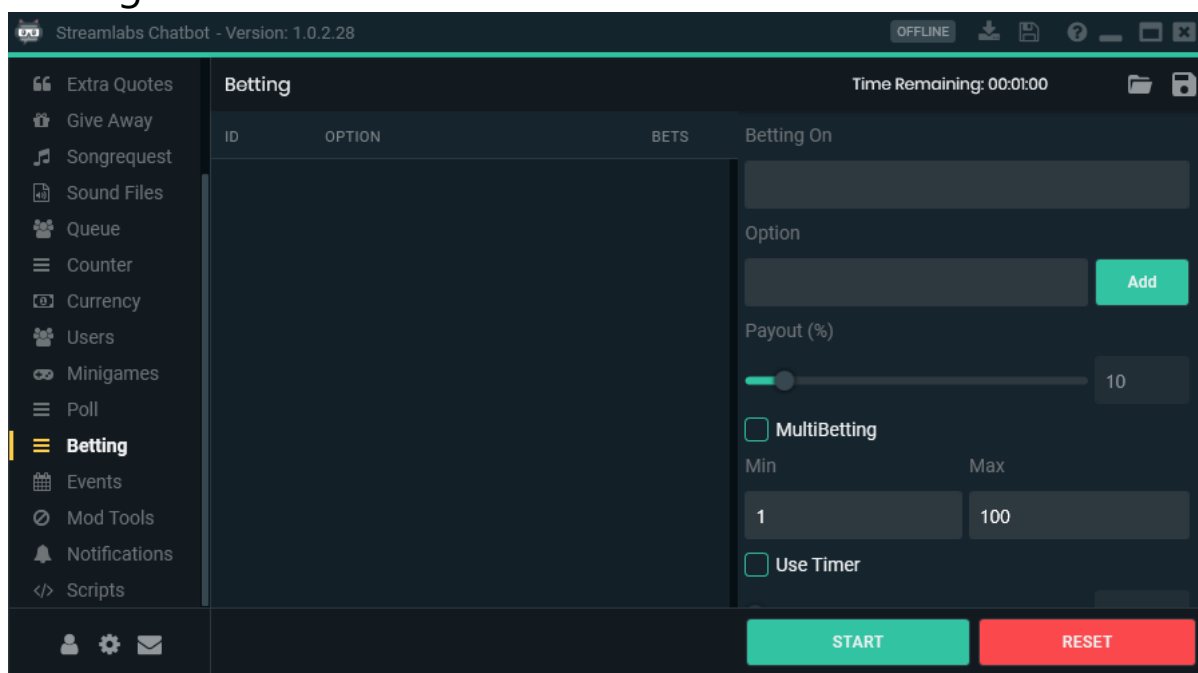 Streamlabs Chatbot - Version: 1.0.2.28
OFFLINE
Extra Quotes
Give Away
Songrequest
Sound Files
Queue
Counter
Currency
Users
Minigames
Poll
Betting
Events
Mod Tools
Notifications
Scripts
Betting
Time Remaining: 00:01:00
ID OPTION BETS
Betting On
Option
Add
Payout (%)
10
MultiBetting
Min Max
1 100
Use Timer
START RESET